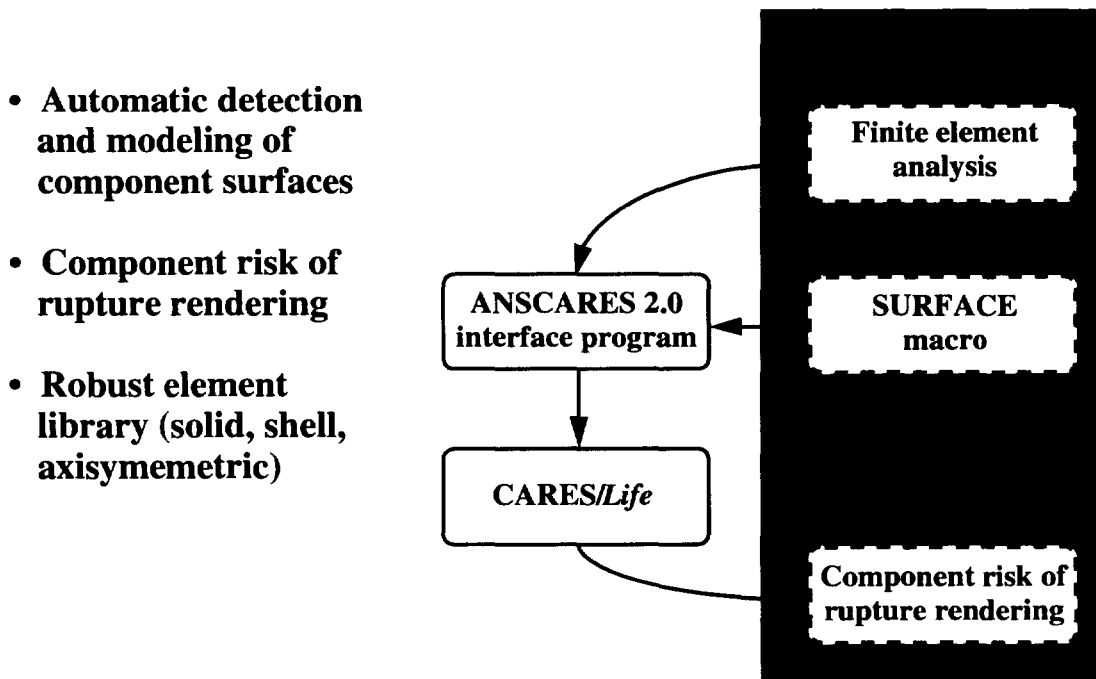 • Automatic detection
and modeling of
component surfaces
• Component risk of
rupture rendering
• Robust element
library (solid, shell,
axisymemetric)
Finite element
analysis
ANSCARES 2.0
interface program
SURFACE
macro
CARES/Life
Component risk of
rupture rendering